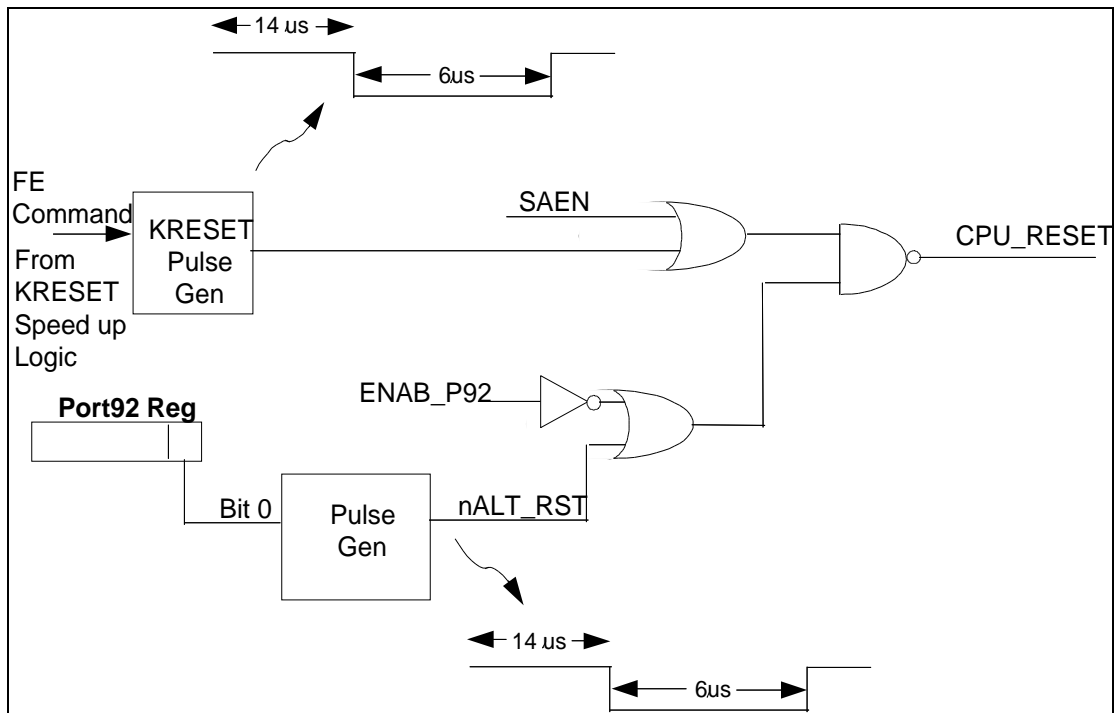 14 us
6us
FE
Command
From
KRESET
Speed up
Logic
KRESET
Pulse
Gen
SAEN
CPU_RESET
ENAB_P92
Port92 Reg
Bit 0
Pulse
Gen
nALT_RST
14 us
6us